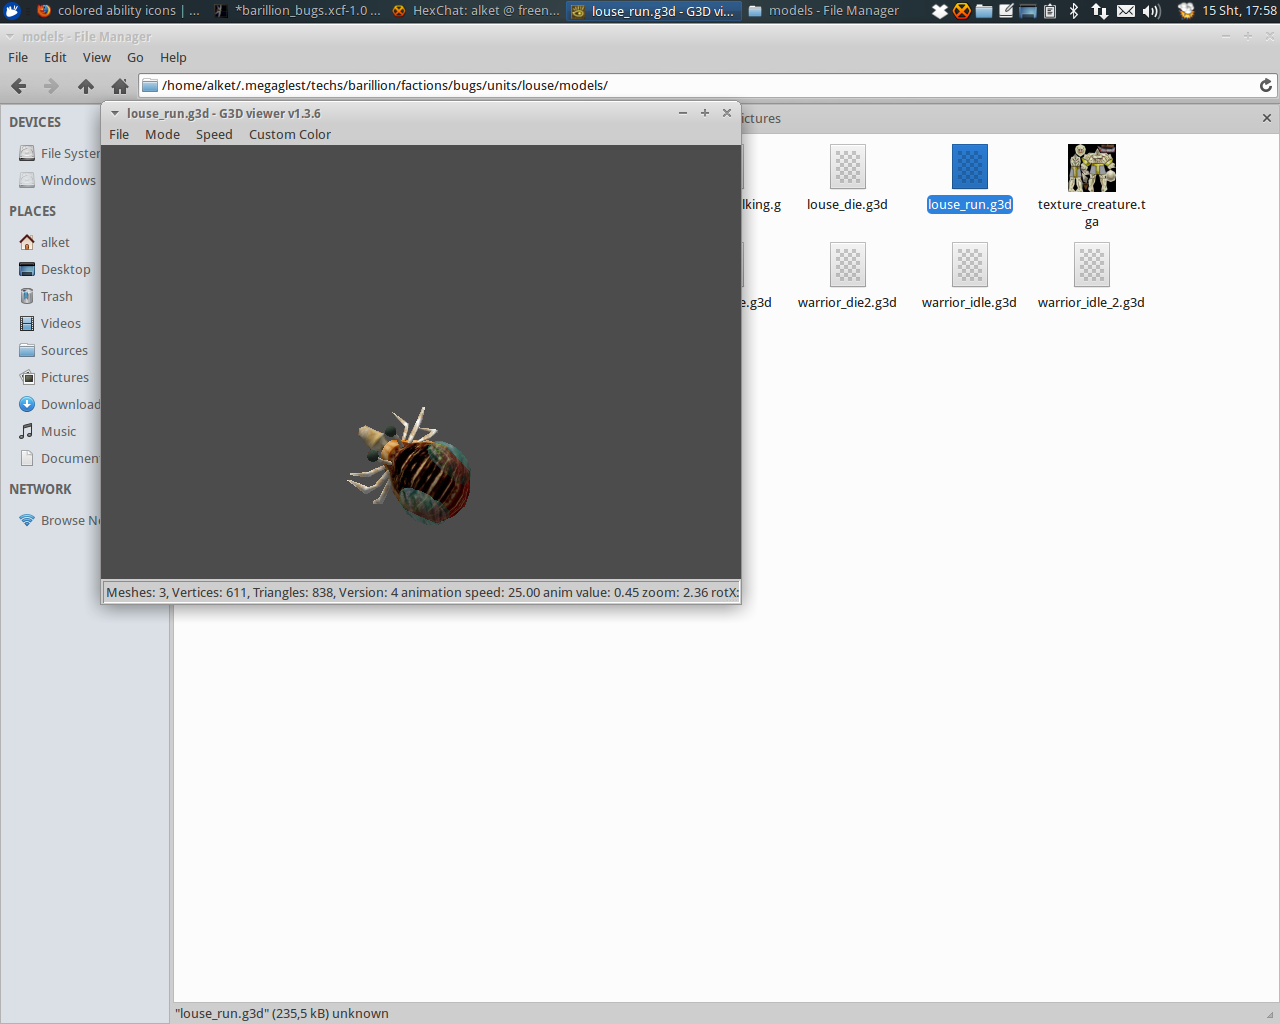 colored ability icons | ...
*barillion_bugs.xcf-1.0 ...
HexChat: alket @ freen...
louse_run.g3d - G3D vi...
models - File Manager
15 Sht, 17:58
models - File Manager
File Edit View Go Help
/home/alket/.megaglest/techs/barillion/factions/bugs/units/louse/models/
DEVICES
File Syster
Windows
PLACES
alket
Desktop
Trash
Videos
Sources
Pictures
Download
Music
Documen
NETWORK
Browse Ne
louse_run.g3d - G3D viewer v1.3.6
File Mode Speed Custom Color
Meshes: 3, Vertices: 611, Triangles: 838, Version: 4 animation speed: 25.00 anim value: 0.45 zoom: 2.36 rotX:
ictures
lking.g
louse_die.g3d
louse_run.g3d
texture_creature.t
ga
e.g3d
warrior_die2.g3d
warrior_idle.g3d
warrior_idle_2.g3d
"louse_run.g3d" (235,5 kB) unknown